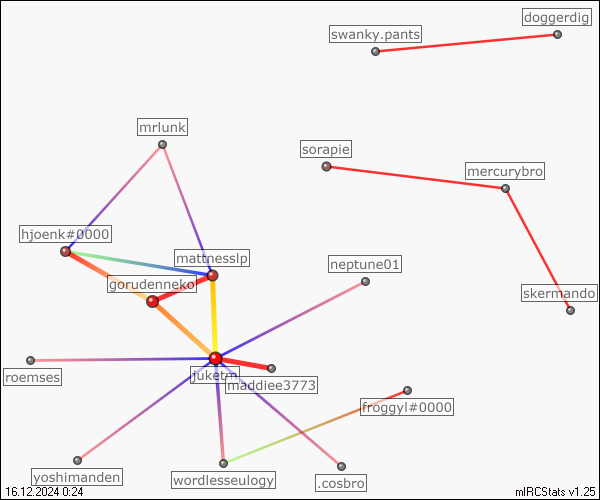 doggerdig
swanky.pants
mrlunk
sorapie
mercurybro
hjoenk#0000
mattnesslp
neptune01
gorudenneko
skermando
roemses
maddiee3773
froggyl#0000
yoshimanden
wordlesseulogy
.cosbro
16.12.2024 0:24
mIRCStats v1.25